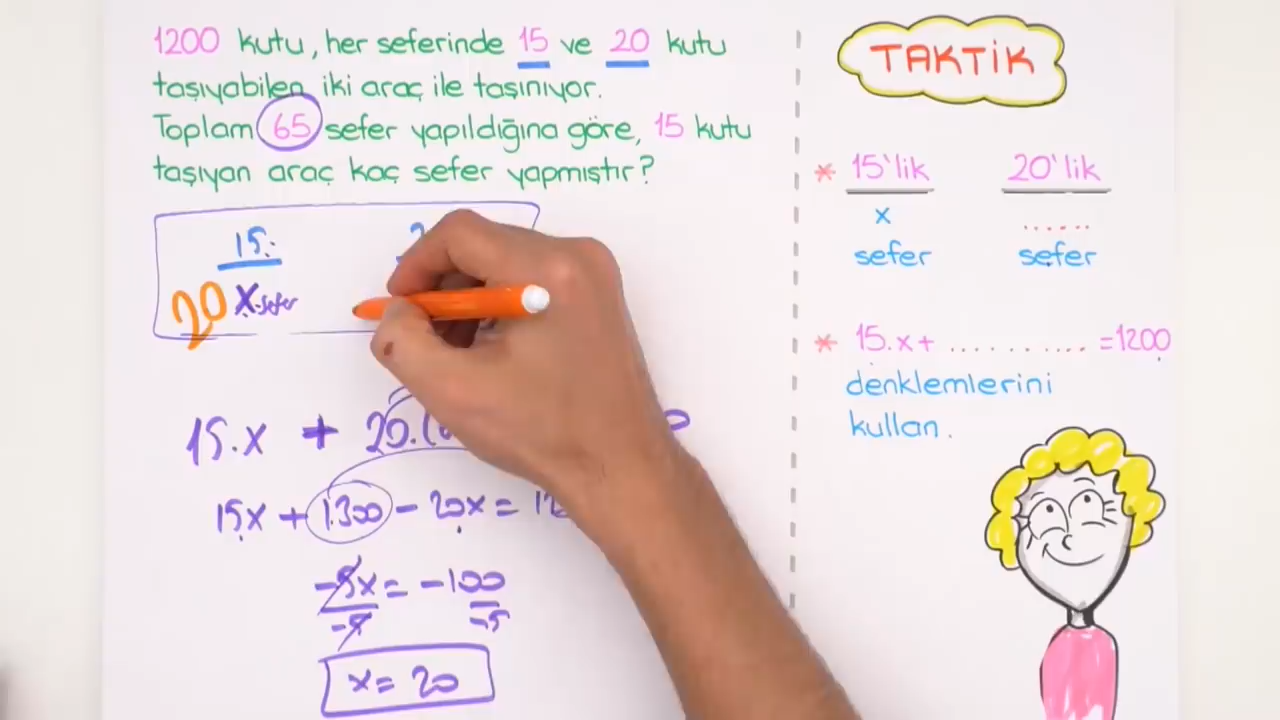 1200 kutu, her seferinde 15 ve 20 kutu
taşıyabilen iki araç ile taşınıyor.
Toplam 65 sefer yapıldığına göre, 15 kutu
taşıyan araç kaç sefer yapmıştır?
15
20 x sefer
15.x + 20.(
15x + 1300 - 20x = 12
-5x = -100
-5 -5
x = 20
TAKTİK
* 15'lik 20'lik
x ......
sefer sefer
* 15.x + .......... = 1200
denklemlerini
kullan.